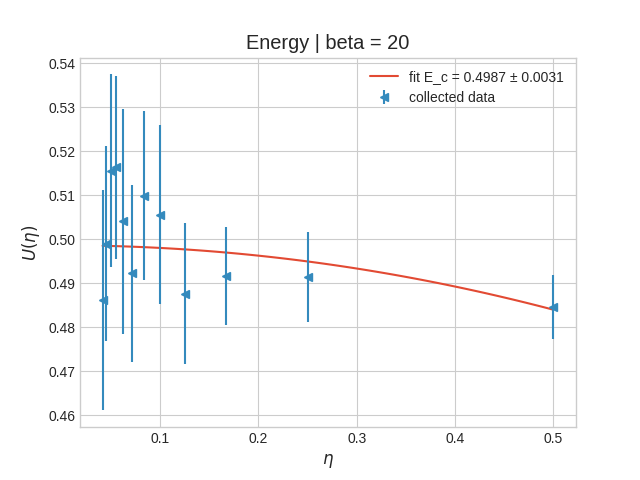 Energy | beta = 20
fit E_c = 0.4987 ± 0.0031
collected data
0.54
0.53
0.52
0.51
0.50
0.49
0.48
0.47
0.46
U(η)
0.1 0.2 0.3 0.4 0.5
η